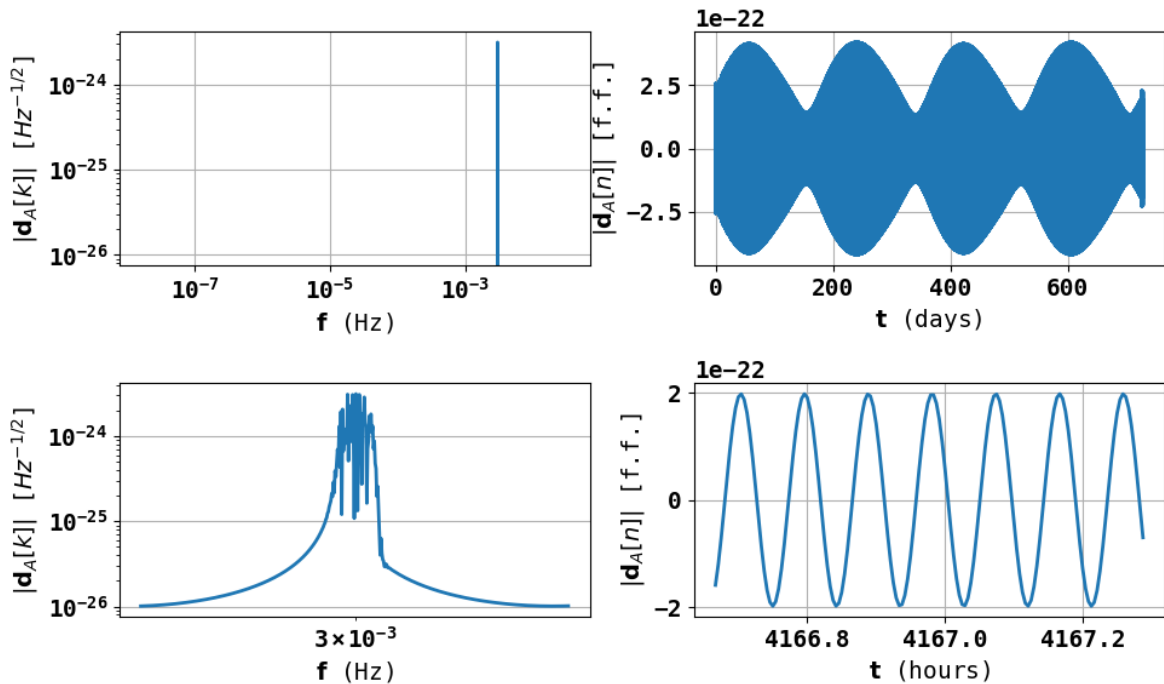 |d_A[k]| [Hz^{-1/2}]
10^{-24}
10^{-25}
10^{-26}
10^{-7}
10^{-5}
10^{-3}
f (Hz)
1e−22
|d_A[n]| [f.f.]
2.5
0.0
−2.5
0
200
400
600
t (days)
|d_A[k]| [Hz^{-1/2}]
10^{-24}
10^{-25}
10^{-26}
3×10^{-3}
f (Hz)
1e−22
|d_A[n]| [f.f.]
2
0
−2
4166.8
4167.0
4167.2
t (hours)